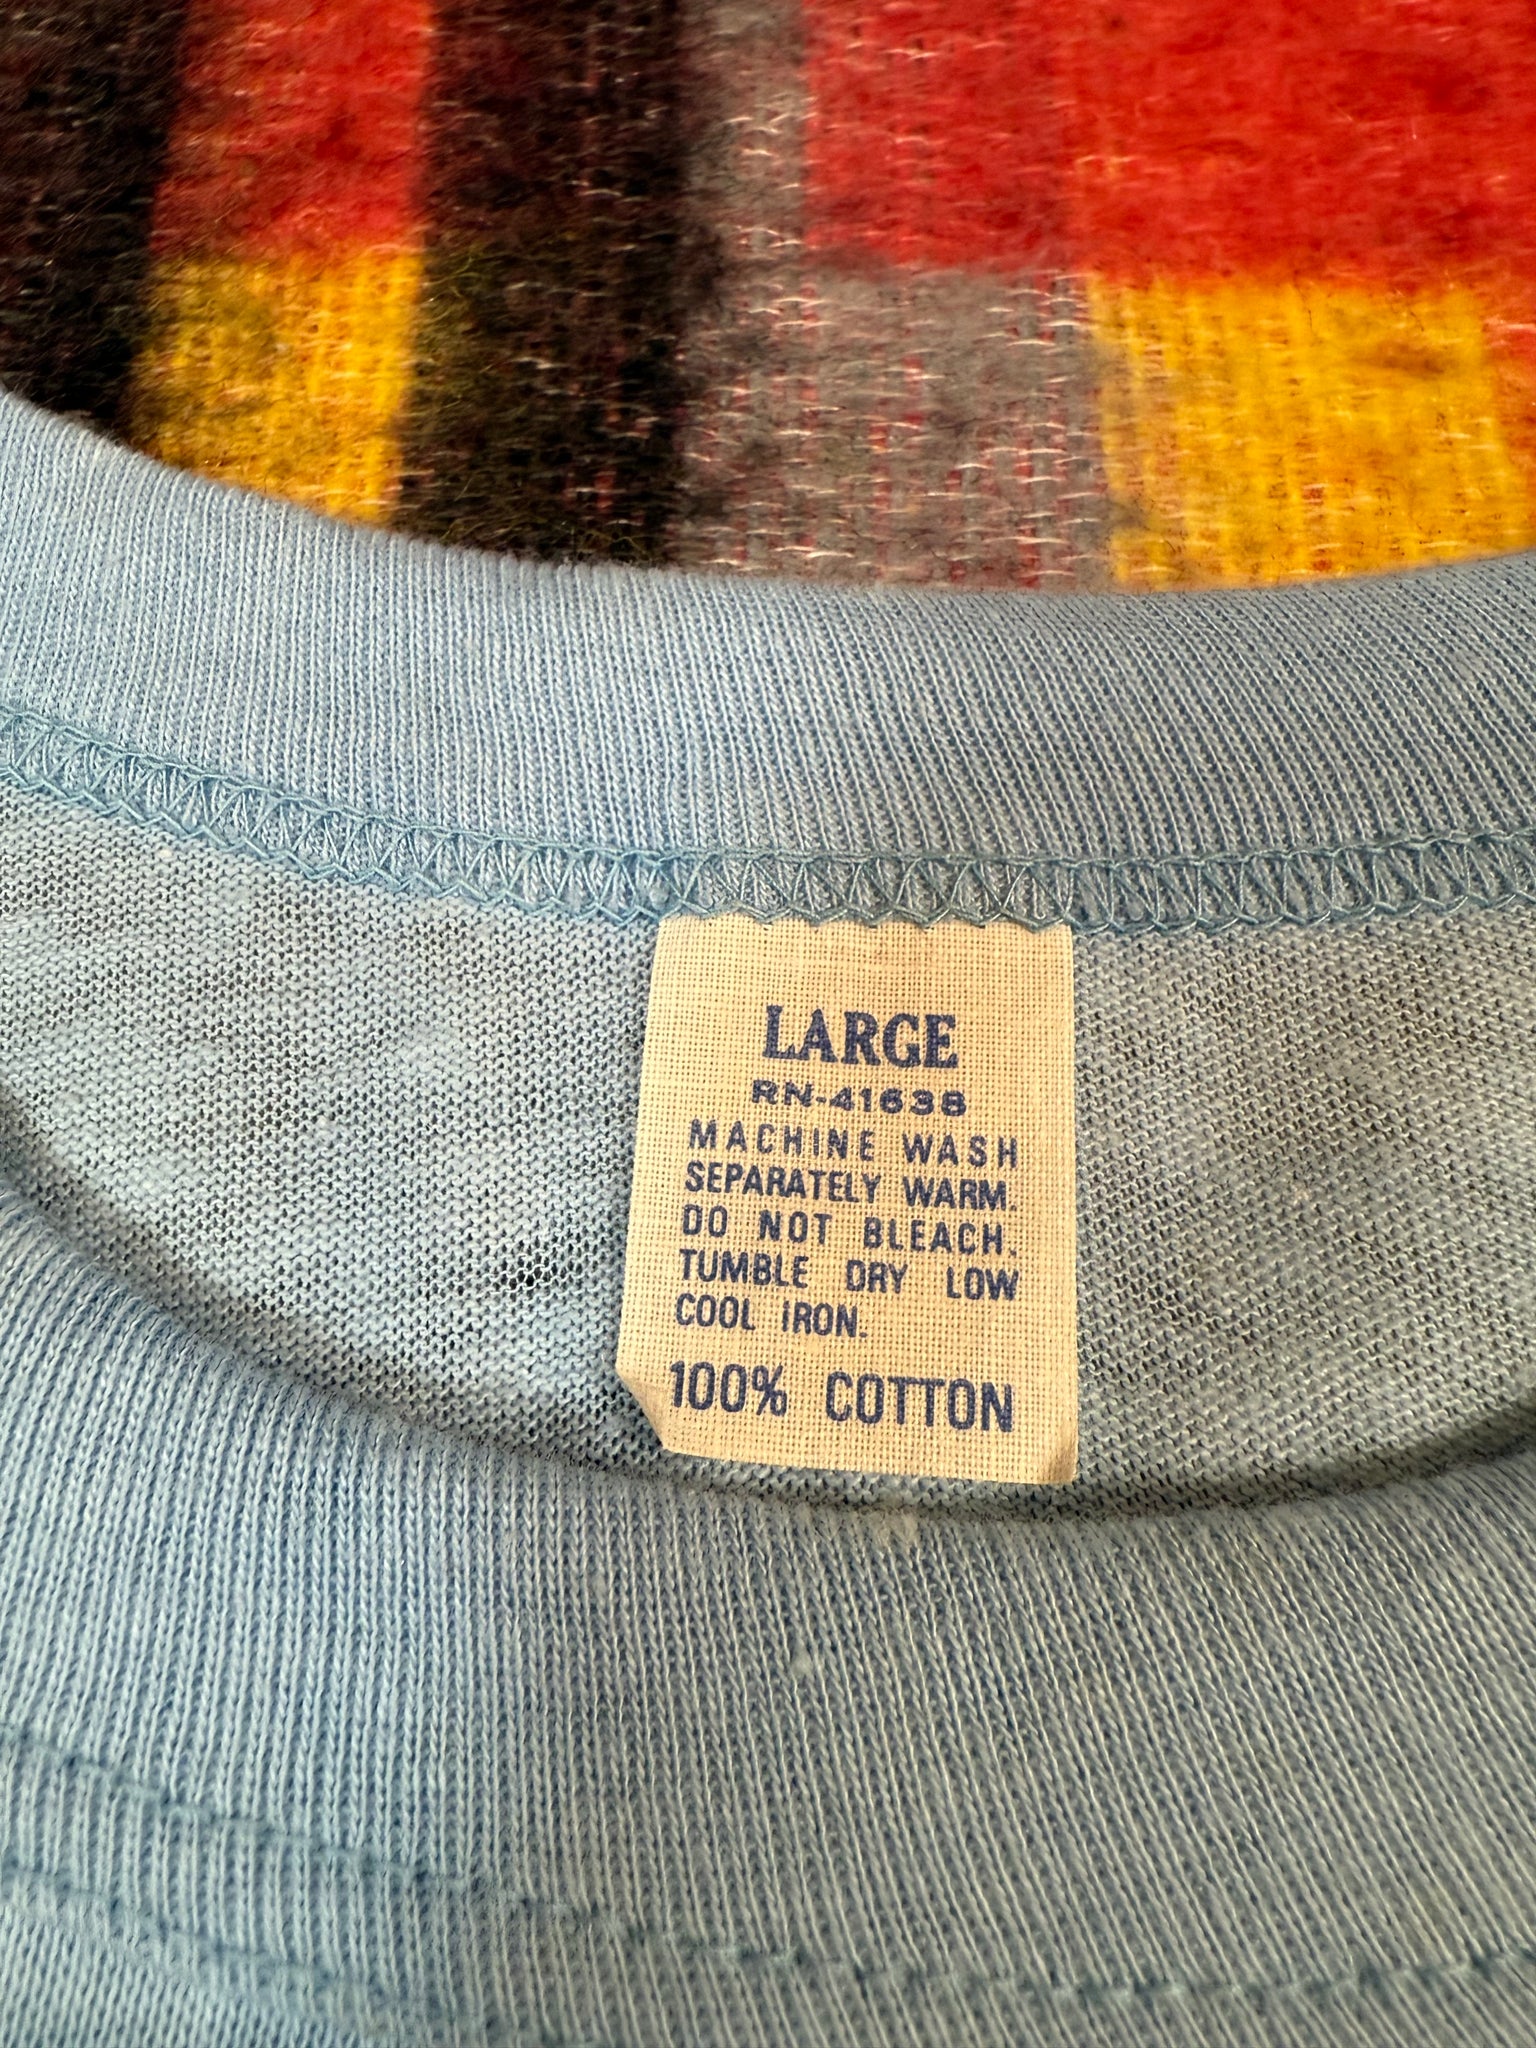 LARGE
RN-41638
MACHINE WASH
SEPARATELY WARM.
DO NOT BLEACH.
TUMBLE DRY LOW
COOL IRON.
100% COTTON